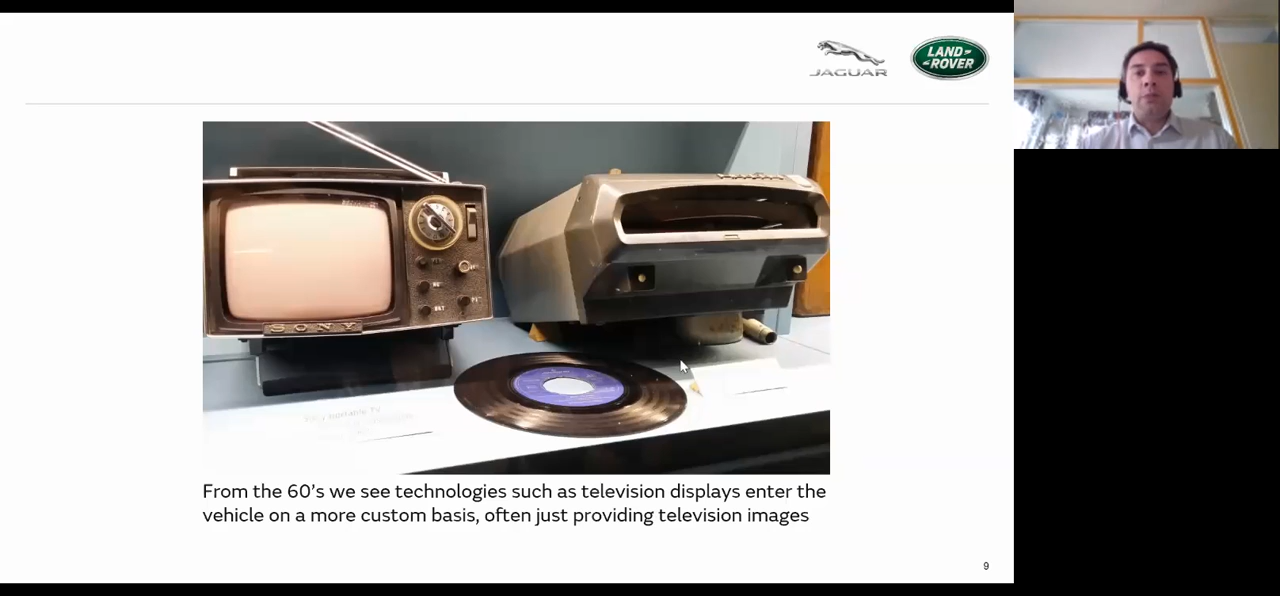 JAGUAR
LAND
ROVER
SONY
From the 60's we see technologies such as television displays enter the
vehicle on a more custom basis, often just providing television images
9